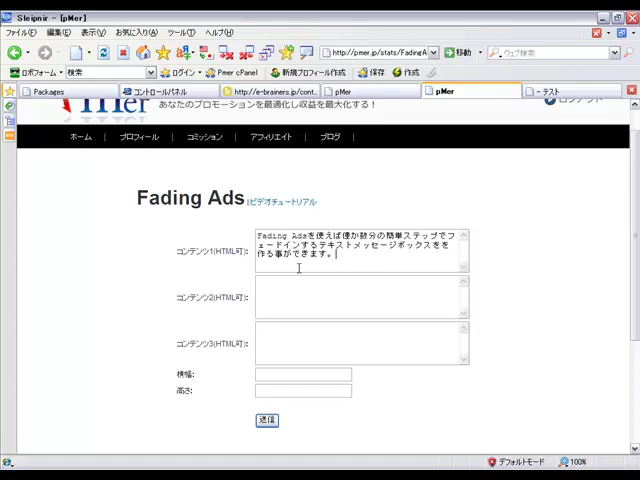 Sleipnir - [pMer]
ファイル(F) 編集(E) 表示(V) お気に入り(A) ツール(T) ヘルプ(H)
http://pmer.jp/stats/FadingA 移動 ウェブ検索
ロボフォーム 検索 ログイン Pmer cPanel 新規プロフィール作成 保存 作成
Packages コントロールパネル http://e-brainers.jp/cont... pMer pMer - テスト
あなたのプロモーションを最適化し収益を最大化する!
ホーム | プロフィール | コミッション | アフィリエイト | ブログ |
Fading Ads |ビデオチュートリアル
コンテンツ1(HTML可):
Fading Adsを使えば僅か数分の簡単ステップでフ
ェードインするテキストメッセージボックスをを
作る事ができます。
コンテンツ2(HTML可):
コンテンツ3(HTML可):
横幅:
高さ:
送信
デフォルトモード 100%